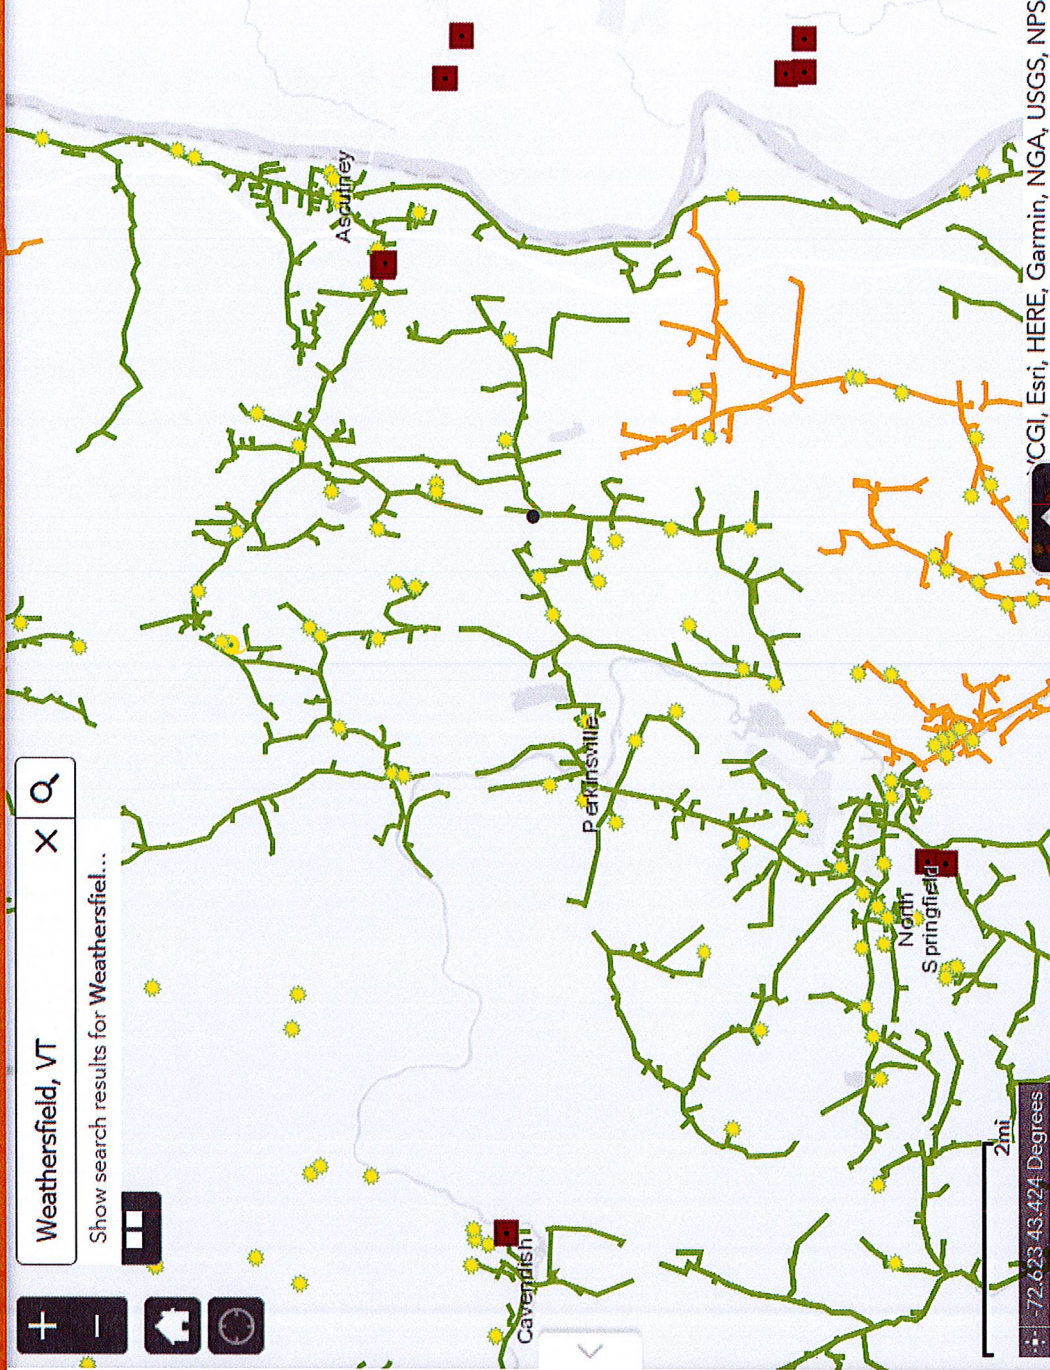 Weathersfield, VT
Show search results for Weathersfiel...
Ascutney
Perkinsville
North
Springfield
Cavendish
2mi
-72.623 43.424 Degrees
VCGI, Esri, HERE, Garmin, NGA, USGS, NPS